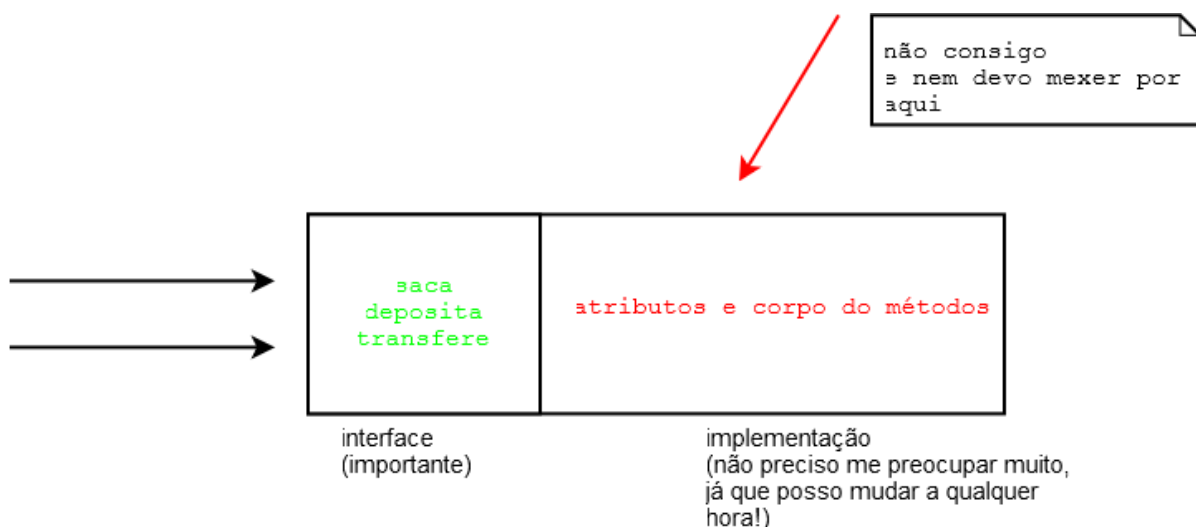 não consigo
e nem devo mexer por
aqui
saca
deposita
transfere
atributos e corpo do métodos
interface
(importante)
implementação
(não preciso me preocupar muito,
já que posso mudar a qualquer
hora!)